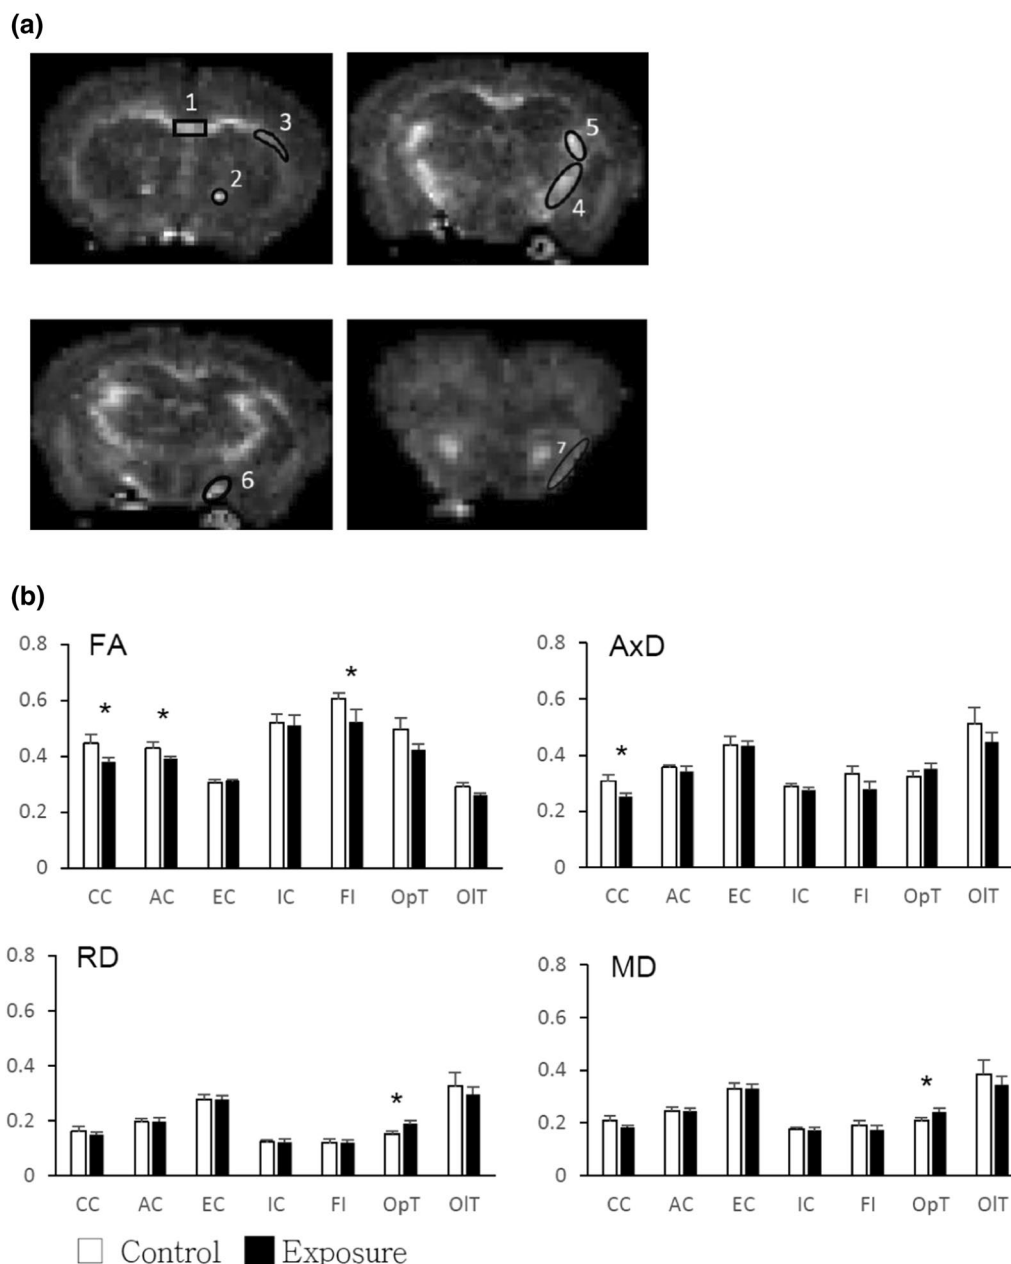 (a)
1
3
2
5
4
6
7
(b)
FA
0.8
0.6
0.4
0.2
0
* * *
CC AC EC IC FI OpT OlT
AxD
0.8
0.6
0.4
0.2
0
*
CC AC EC IC FI OpT OlT
RD
0.8
0.6
0.4
0.2
0
*
CC AC EC IC FI OpT OlT
MD
0.8
0.6
0.4
0.2
0
*
CC AC EC IC FI OpT OlT
Control Exposure